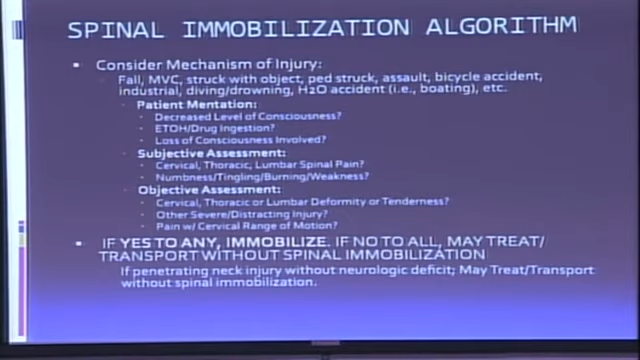 SPINAL IMMOBILIZATION ALGORITHM
Consider Mechanism of Injury:
Fall, MVC, struck with object, ped struck, assault, bicycle accident,
industrial, diving/drowning, H2O accident (i.e., boating), etc.
Patient Mentation:
Decreased Level of Consciousness?
ETOH/Drug Ingestion?
Loss of Consciousness Involved?
Subjective Assessment:
Cervical, Thoracic, Lumbar Spinal Pain?
Numbness/Tingling/Burning/Weakness?
Objective Assessment:
Cervical, Thoracic or Lumbar Deformity or Tenderness?
Other Severe/Distracting Injury?
Pain w/ Cervical Range of Motion?
IF YES TO ANY, IMMOBILIZE. IF NO TO ALL, MAY TREAT/
TRANSPORT WITHOUT SPINAL IMMOBILIZATION
If penetrating neck injury without neurologic deficit; May Treat/Transport
without spinal immobilization.